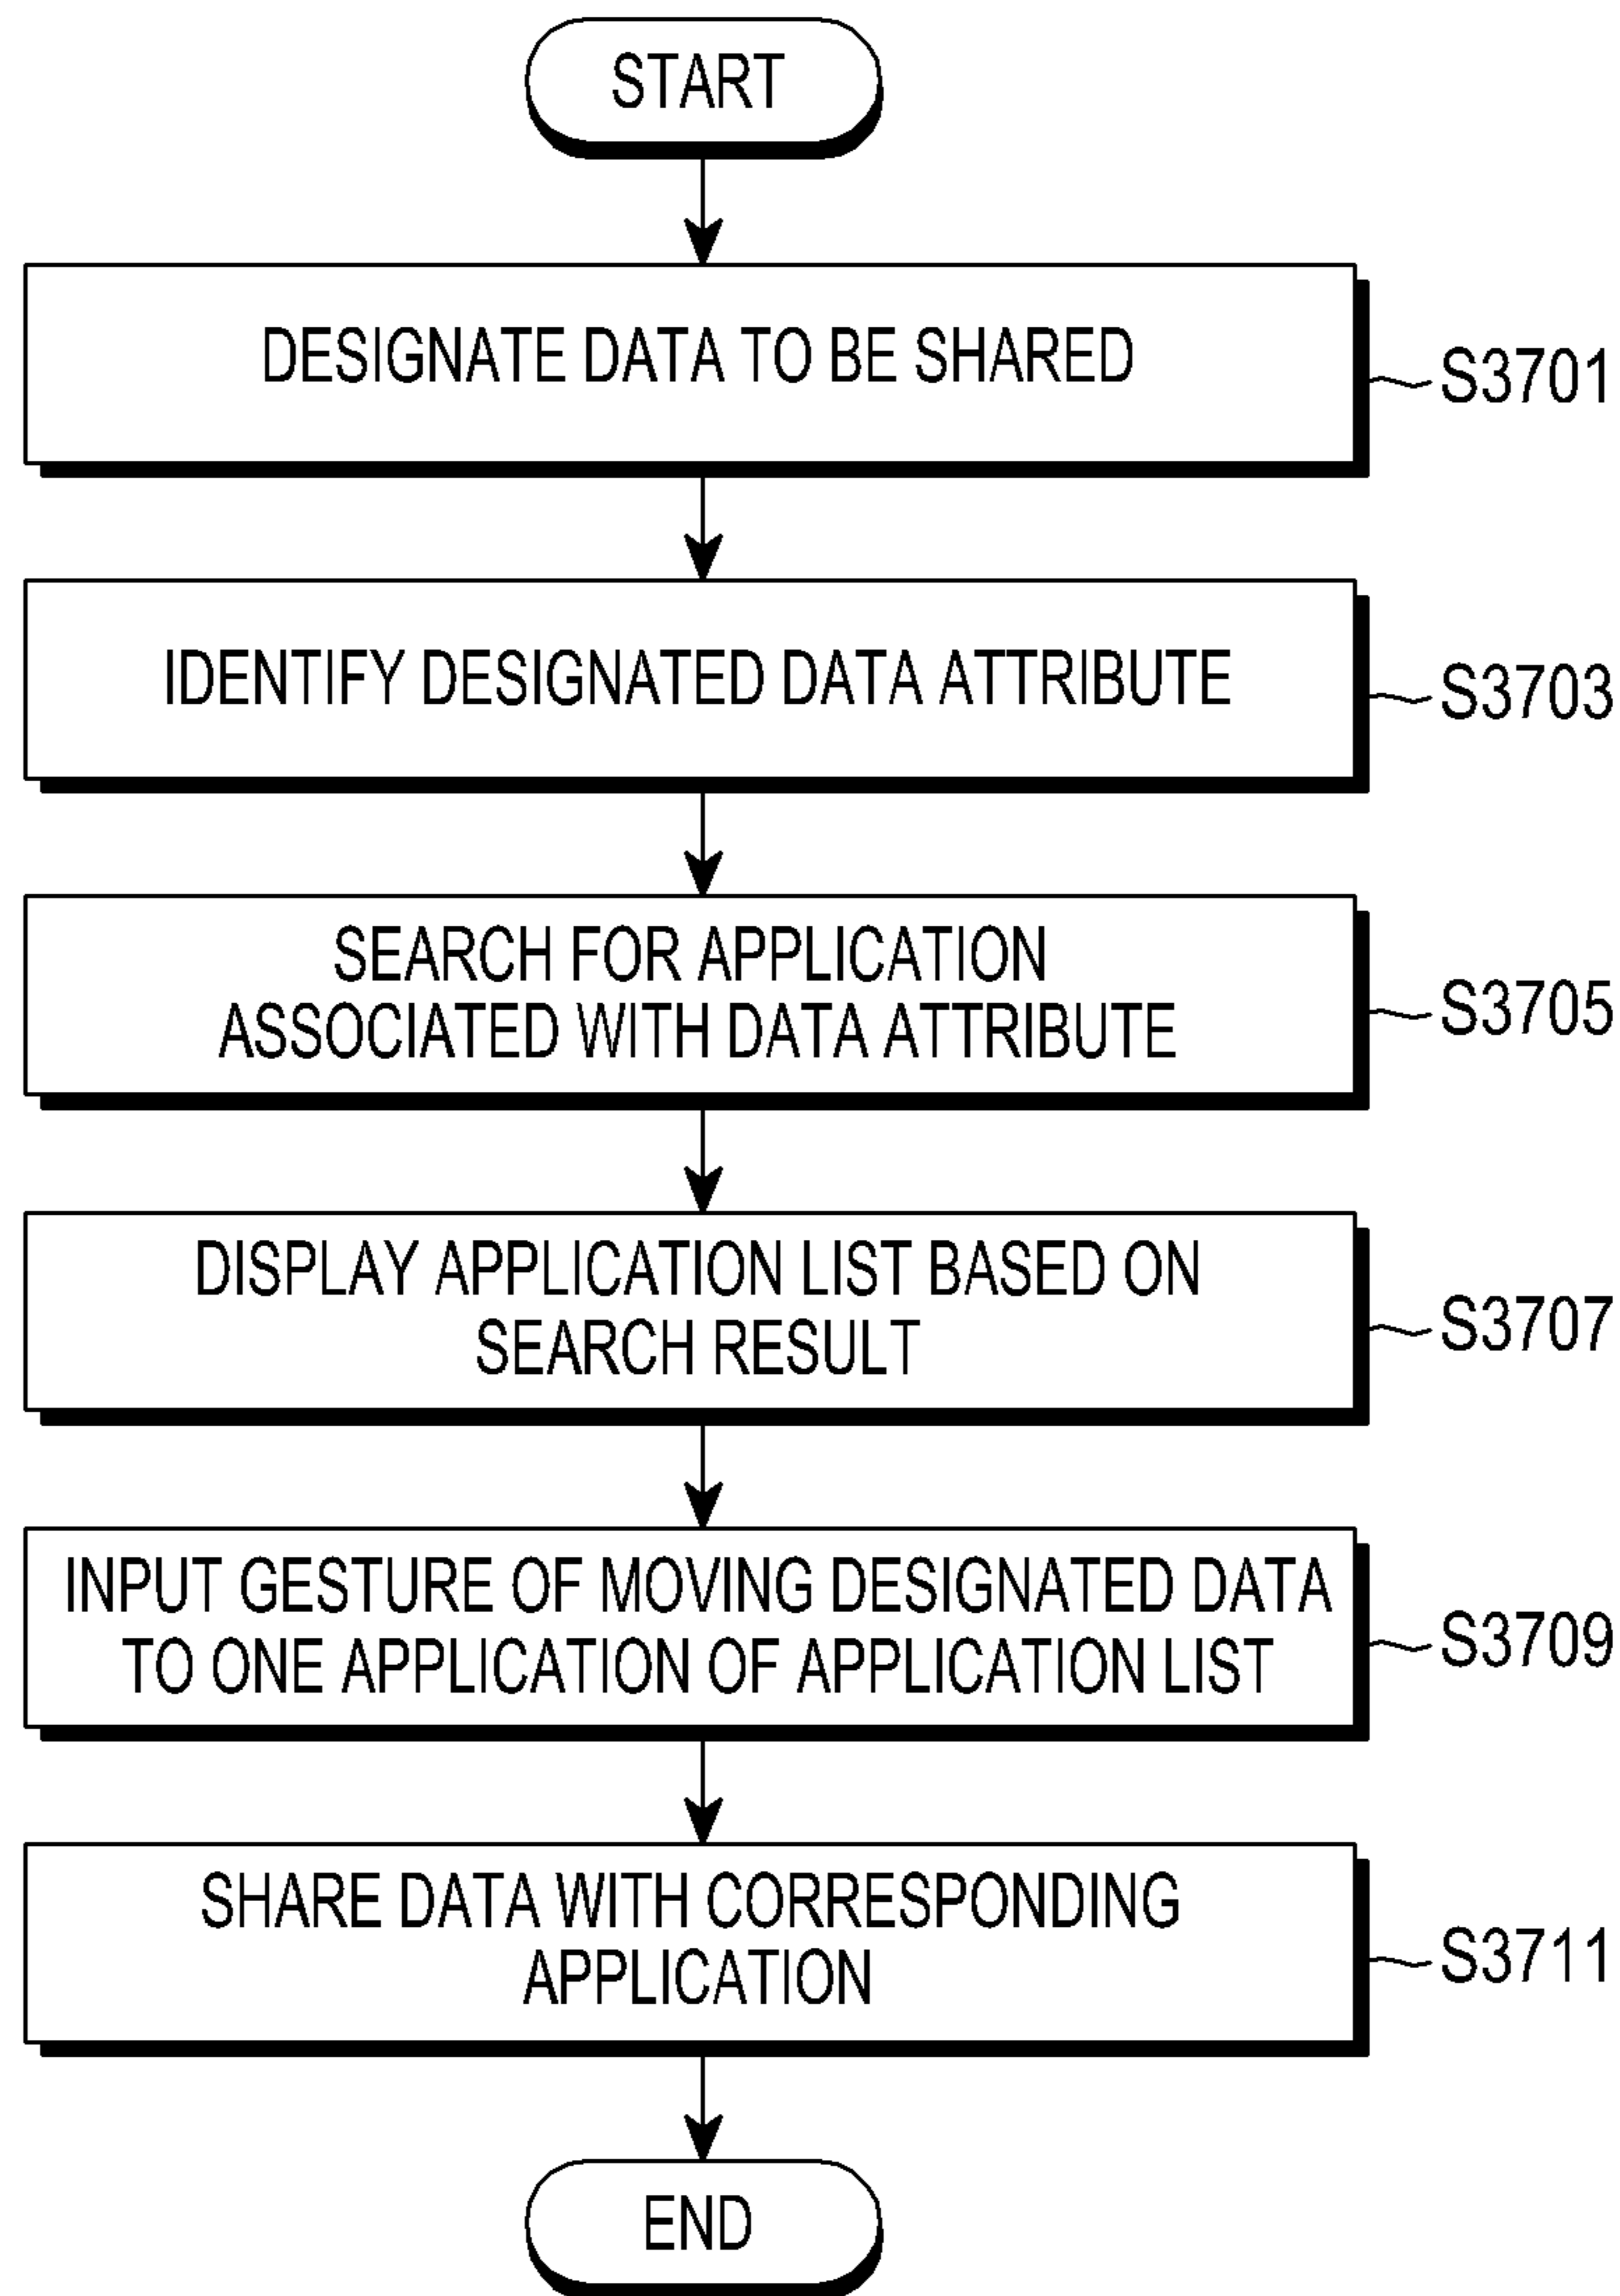 START
DESIGNATE DATA TO BE SHARED
S3701
IDENTIFY DESIGNATED DATA ATTRIBUTE
S3703
SEARCH FOR APPLICATION
ASSOCIATED WITH DATA ATTRIBUTE
S3705
DISPLAY APPLICATION LIST BASED ON
SEARCH RESULT
S3707
INPUT GESTURE OF MOVING DESIGNATED DATA
TO ONE APPLICATION OF APPLICATION LIST
S3709
SHARE DATA WITH CORRESPONDING
APPLICATION
S3711
END